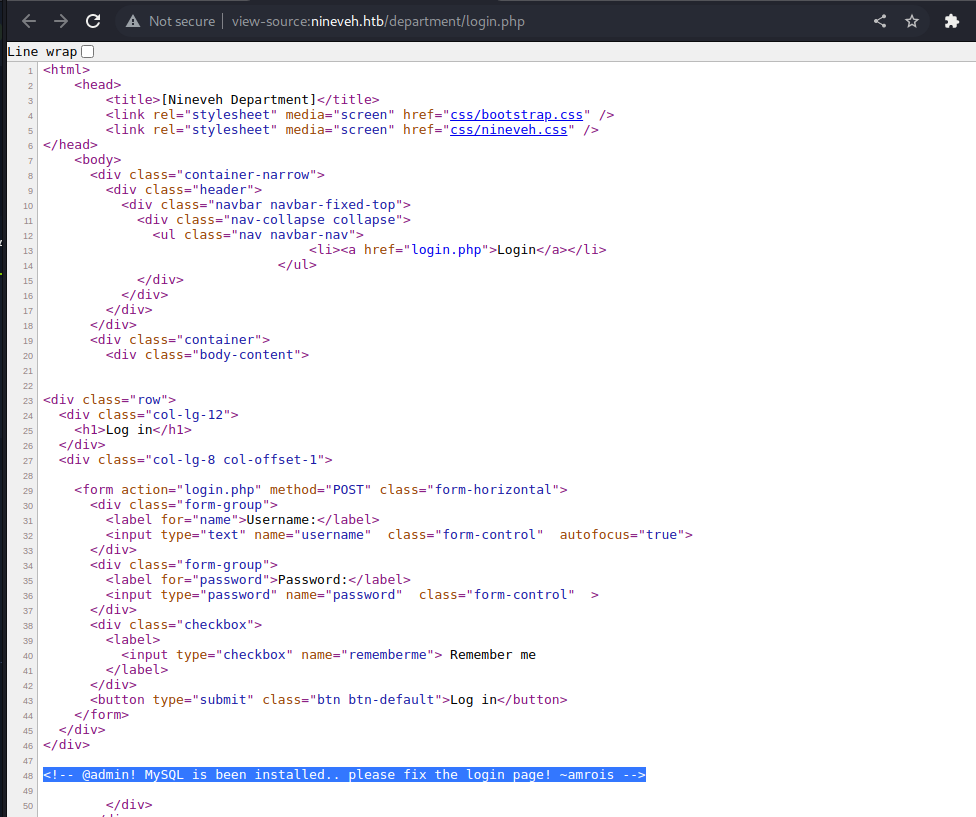 Not secure | view-source:nineveh.htb/department/login.php
Line wrap
1 <html>
2 <head>
3 <title>[Nineveh Department]</title>
4 <link rel="stylesheet" media="screen" href="css/bootstrap.css" />
5 <link rel="stylesheet" media="screen" href="css/nineveh.css" />
6 </head>
7 <body>
8 <div class="container-narrow">
9 <div class="header">
10 <div class="navbar navbar-fixed-top">
11 <div class="nav-collapse collapse">
12 <ul class="nav navbar-nav">
13 <li><a href="login.php">Login</a></li>
14 </ul>
15 </div>
16 </div>
17 </div>
18 </div>
19 <div class="container">
20 <div class="body-content">
21
22
23 <div class="row">
24 <div class="col-lg-12">
25 <h1>Log in</h1>
26 </div>
27 <div class="col-lg-8 col-offset-1">
28
29 <form action="login.php" method="POST" class="form-horizontal">
30 <div class="form-group">
31 <label for="name">Username:</label>
32 <input type="text" name="username"  class="form-control"  autofocus="true">
33 </div>
34 <div class="form-group">
35 <label for="password">Password:</label>
36 <input type="password" name="password"  class="form-control"  >
37 </div>
38 <div class="checkbox">
39 <label>
40 <input type="checkbox" name="rememberme"> Remember me
41 </label>
42 </div>
43 <button type="submit" class="btn btn-default">Log in</button>
44 </form>
45 </div>
46 </div>
47
48 <!-- @admin! MySQL is been installed.. please fix the login page! ~amrois -->
49
50 </div>